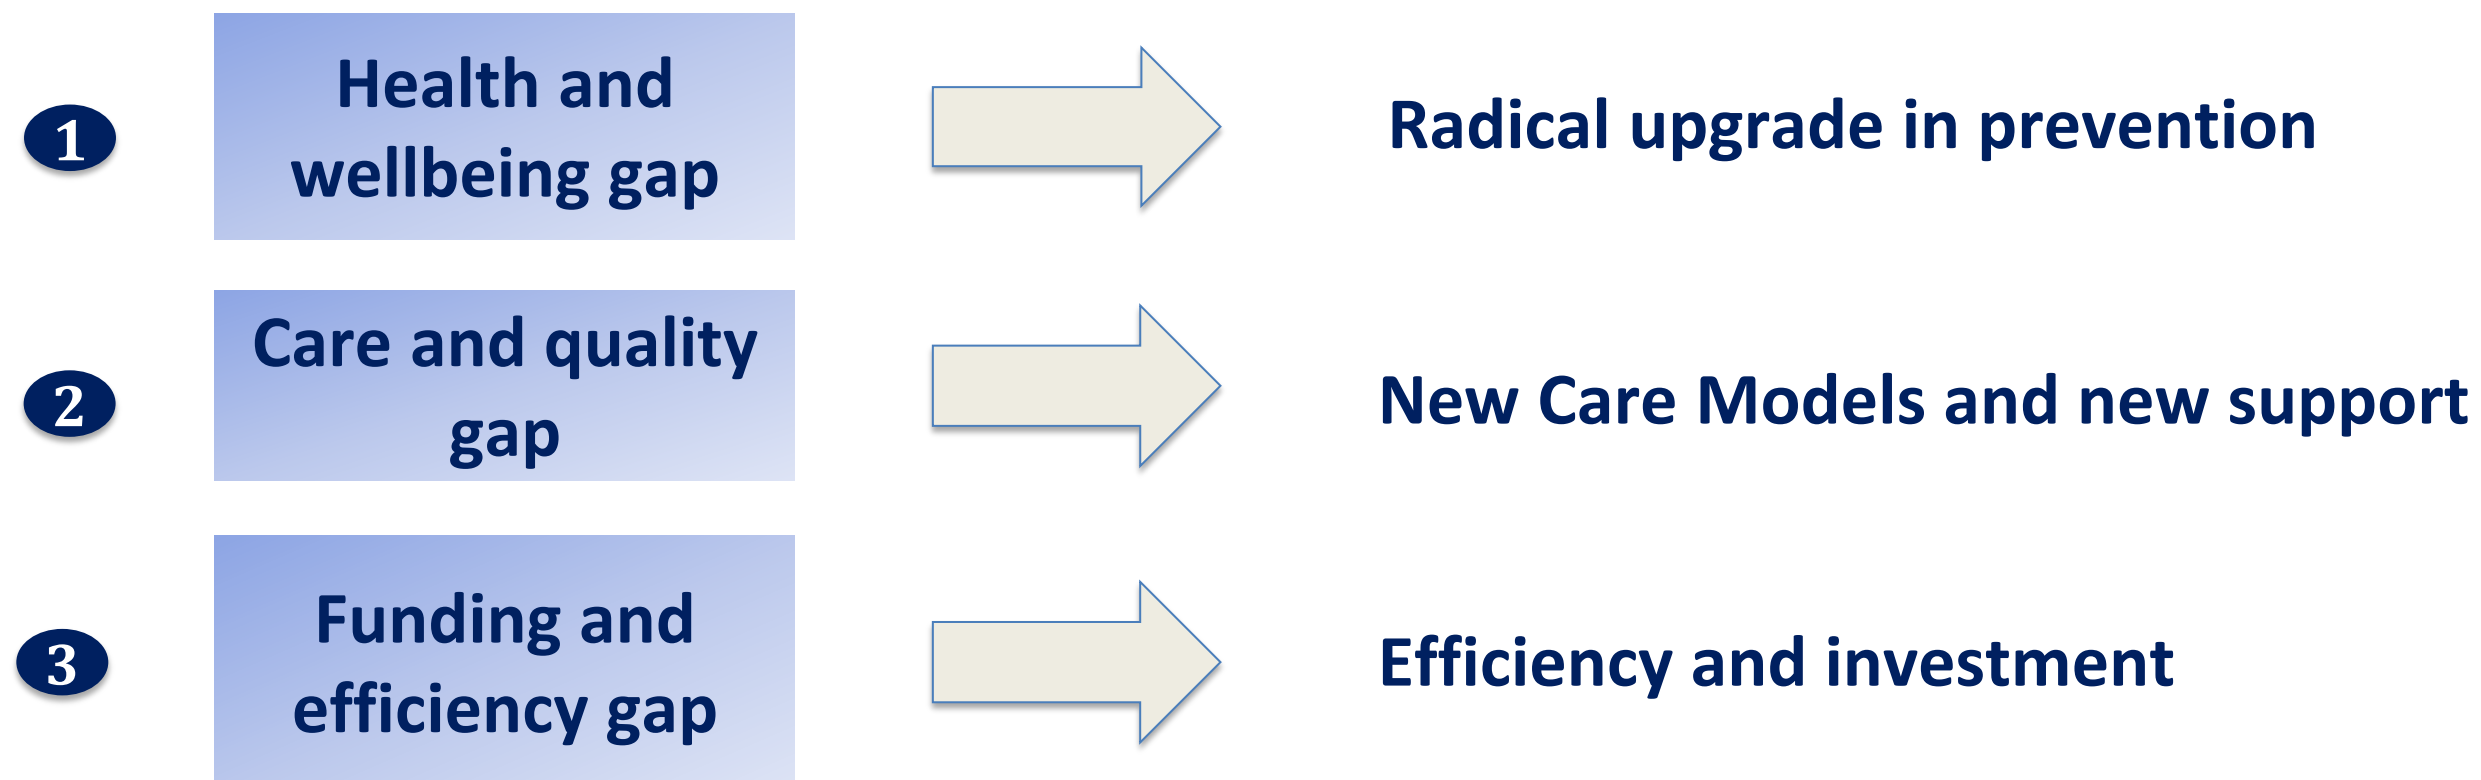 1
Health and
wellbeing gap
Radical upgrade in prevention
2
Care and quality
gap
New Care Models and new support
3
Funding and
efficiency gap
Efficiency and investment